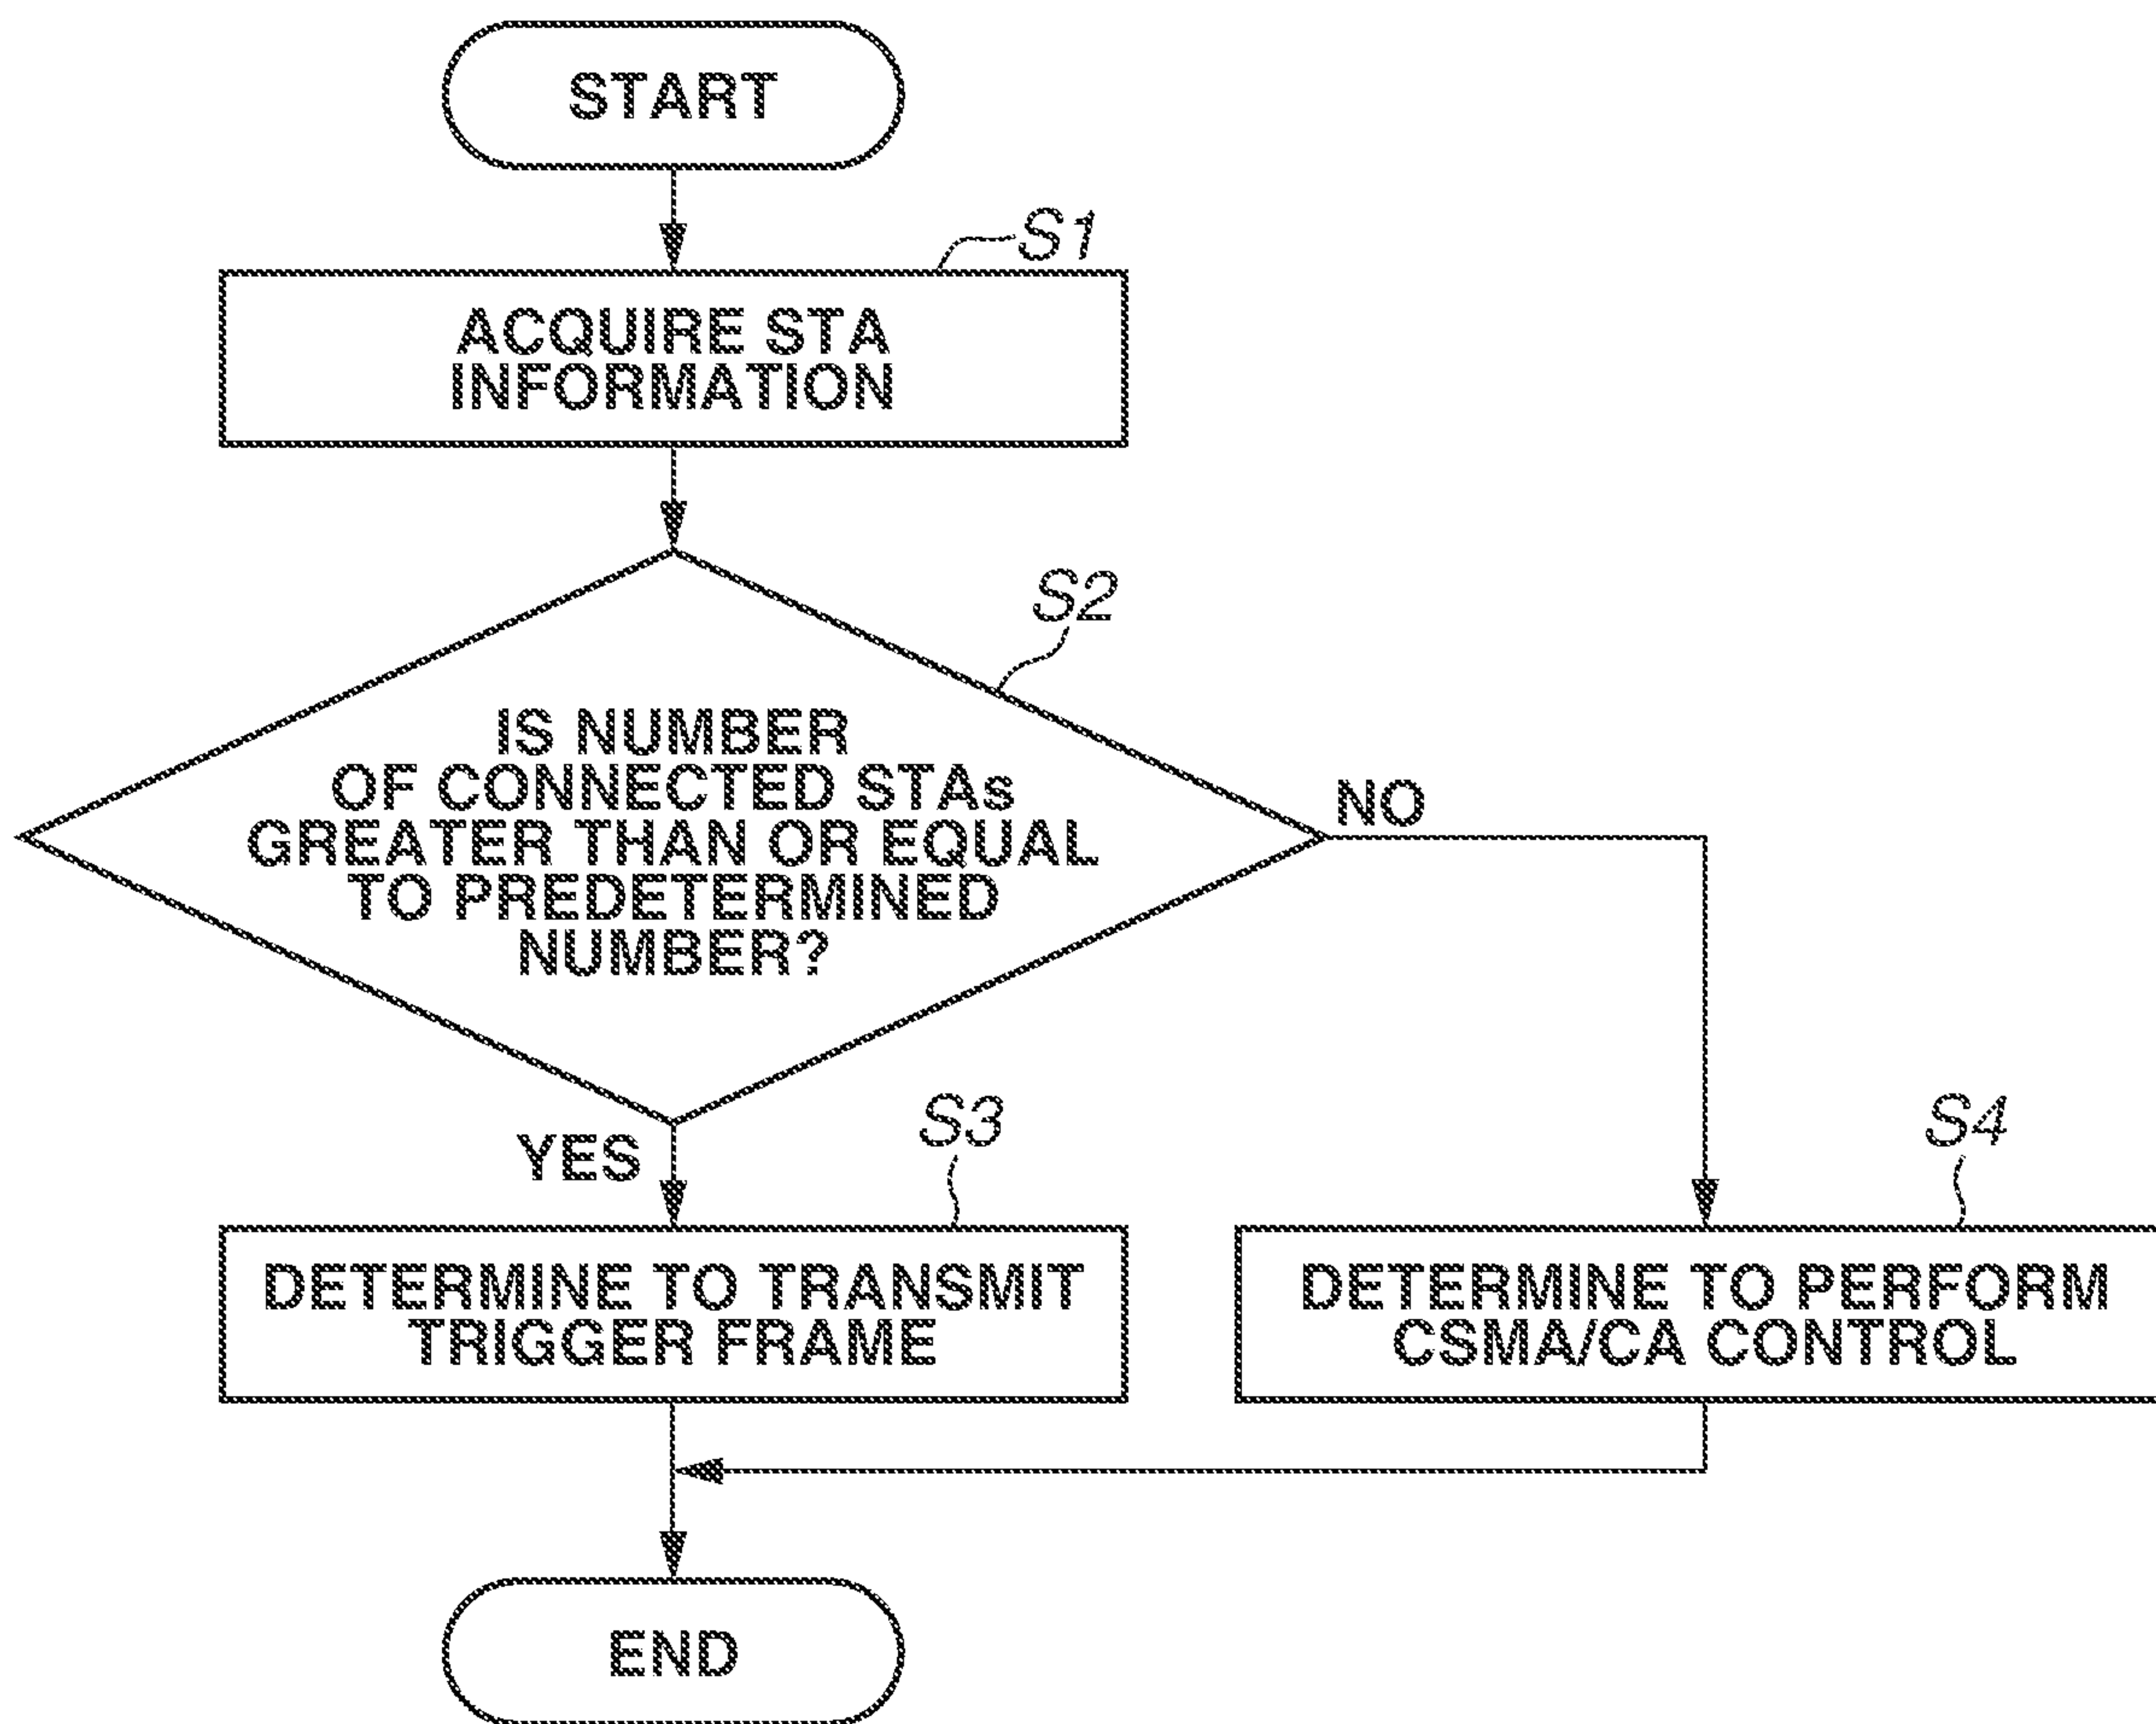 START
S1
ACQUIRE STA
INFORMATION
S2
IS NUMBER
OF CONNECTED STAs
GREATER THAN OR EQUAL
TO PREDETERMINED
NUMBER?
NO
YES
S3
DETERMINE TO TRANSMIT
TRIGGER FRAME
S4
DETERMINE TO PERFORM
CSMA/CA CONTROL
END